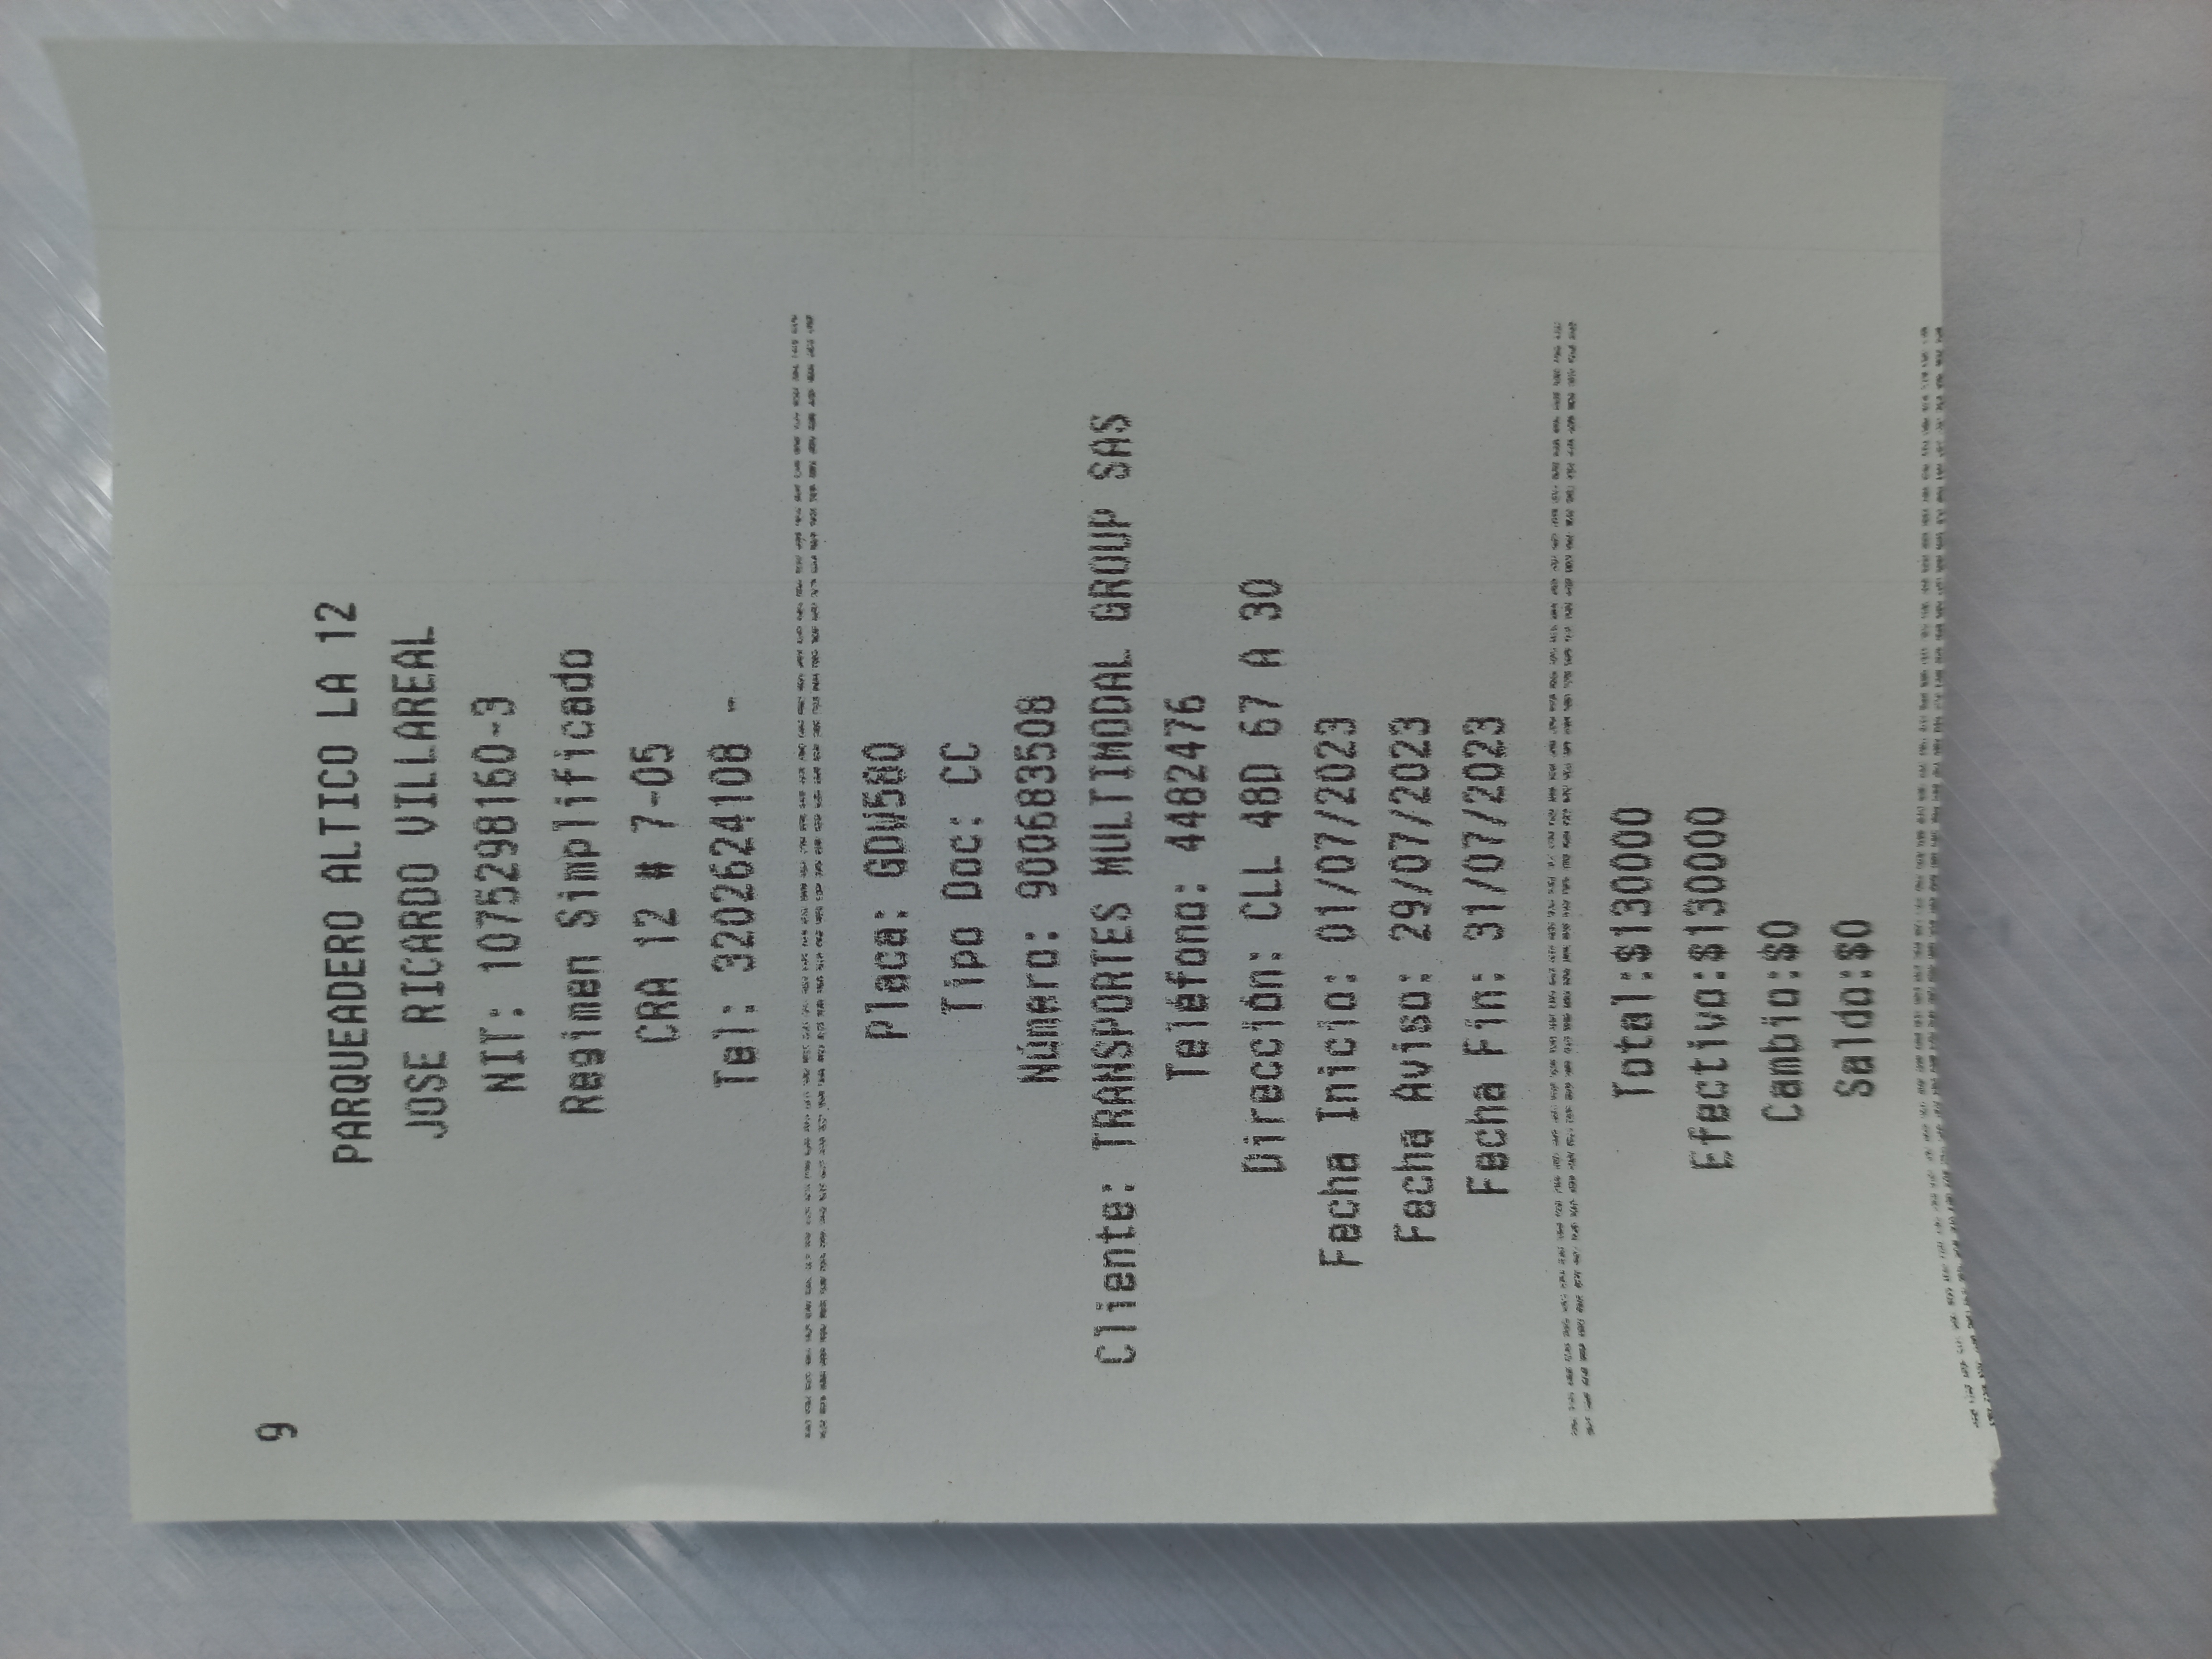 9
PARQUEADERO ALTICO LA 12
JOSE RICARDO VILLAREAL
NIT: 1075298160-3
Regimen Simplificado
CRA 12 # 7-05
Tel: 3202624108 -
Placa: GDW580
Tipo Doc: CC
Número: 900683508
Cliente: TRANSPORTES MULTIMODAL GROUP SAS
Teléfono: 4482476
Dirección: CLL 48D 67 A 30
Fecha Inicio: 01/07/2023
Fecha Aviso: 29/07/2023
Fecha Fin: 31/07/2023
Total:$130000
Efectivo:$130000
Cambio:$0
Saldo:$0